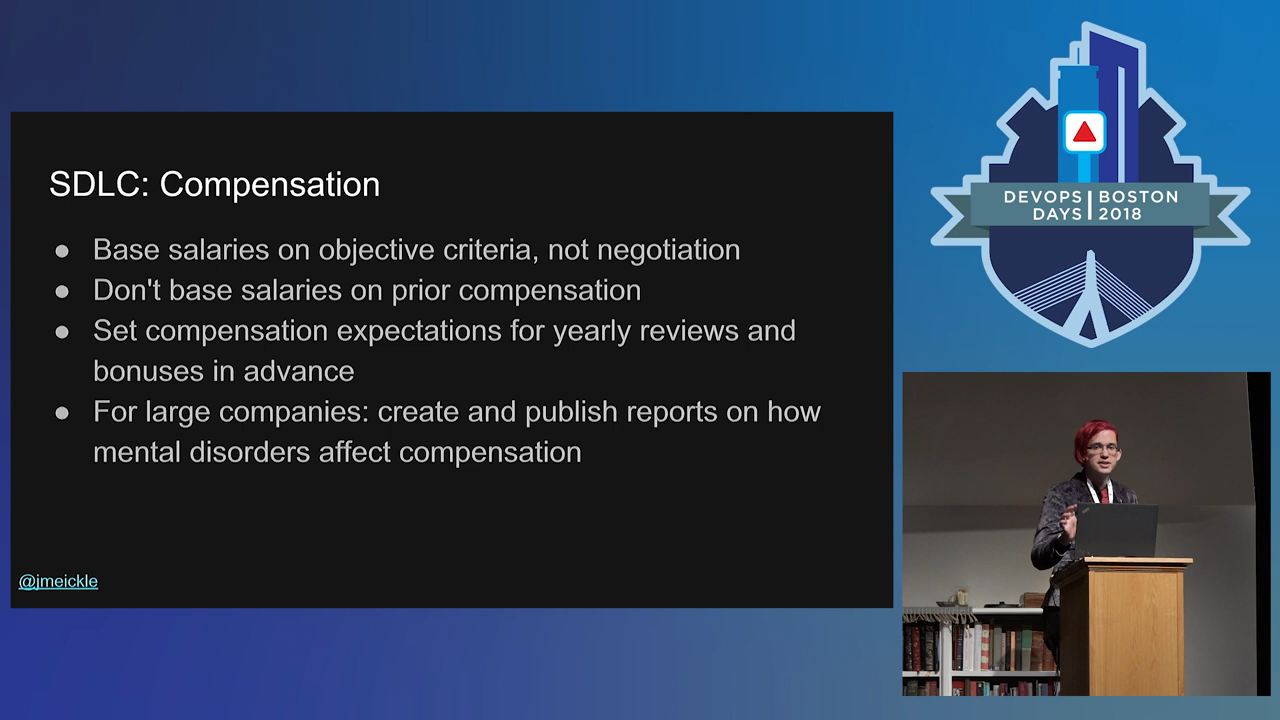 SDLC: Compensation
● Base salaries on objective criteria, not negotiation
● Don't base salaries on prior compensation
● Set compensation expectations for yearly reviews and
bonuses in advance
● For large companies: create and publish reports on how
mental disorders affect compensation
@jmeickle
DEVOPS DAYS | BOSTON 2018